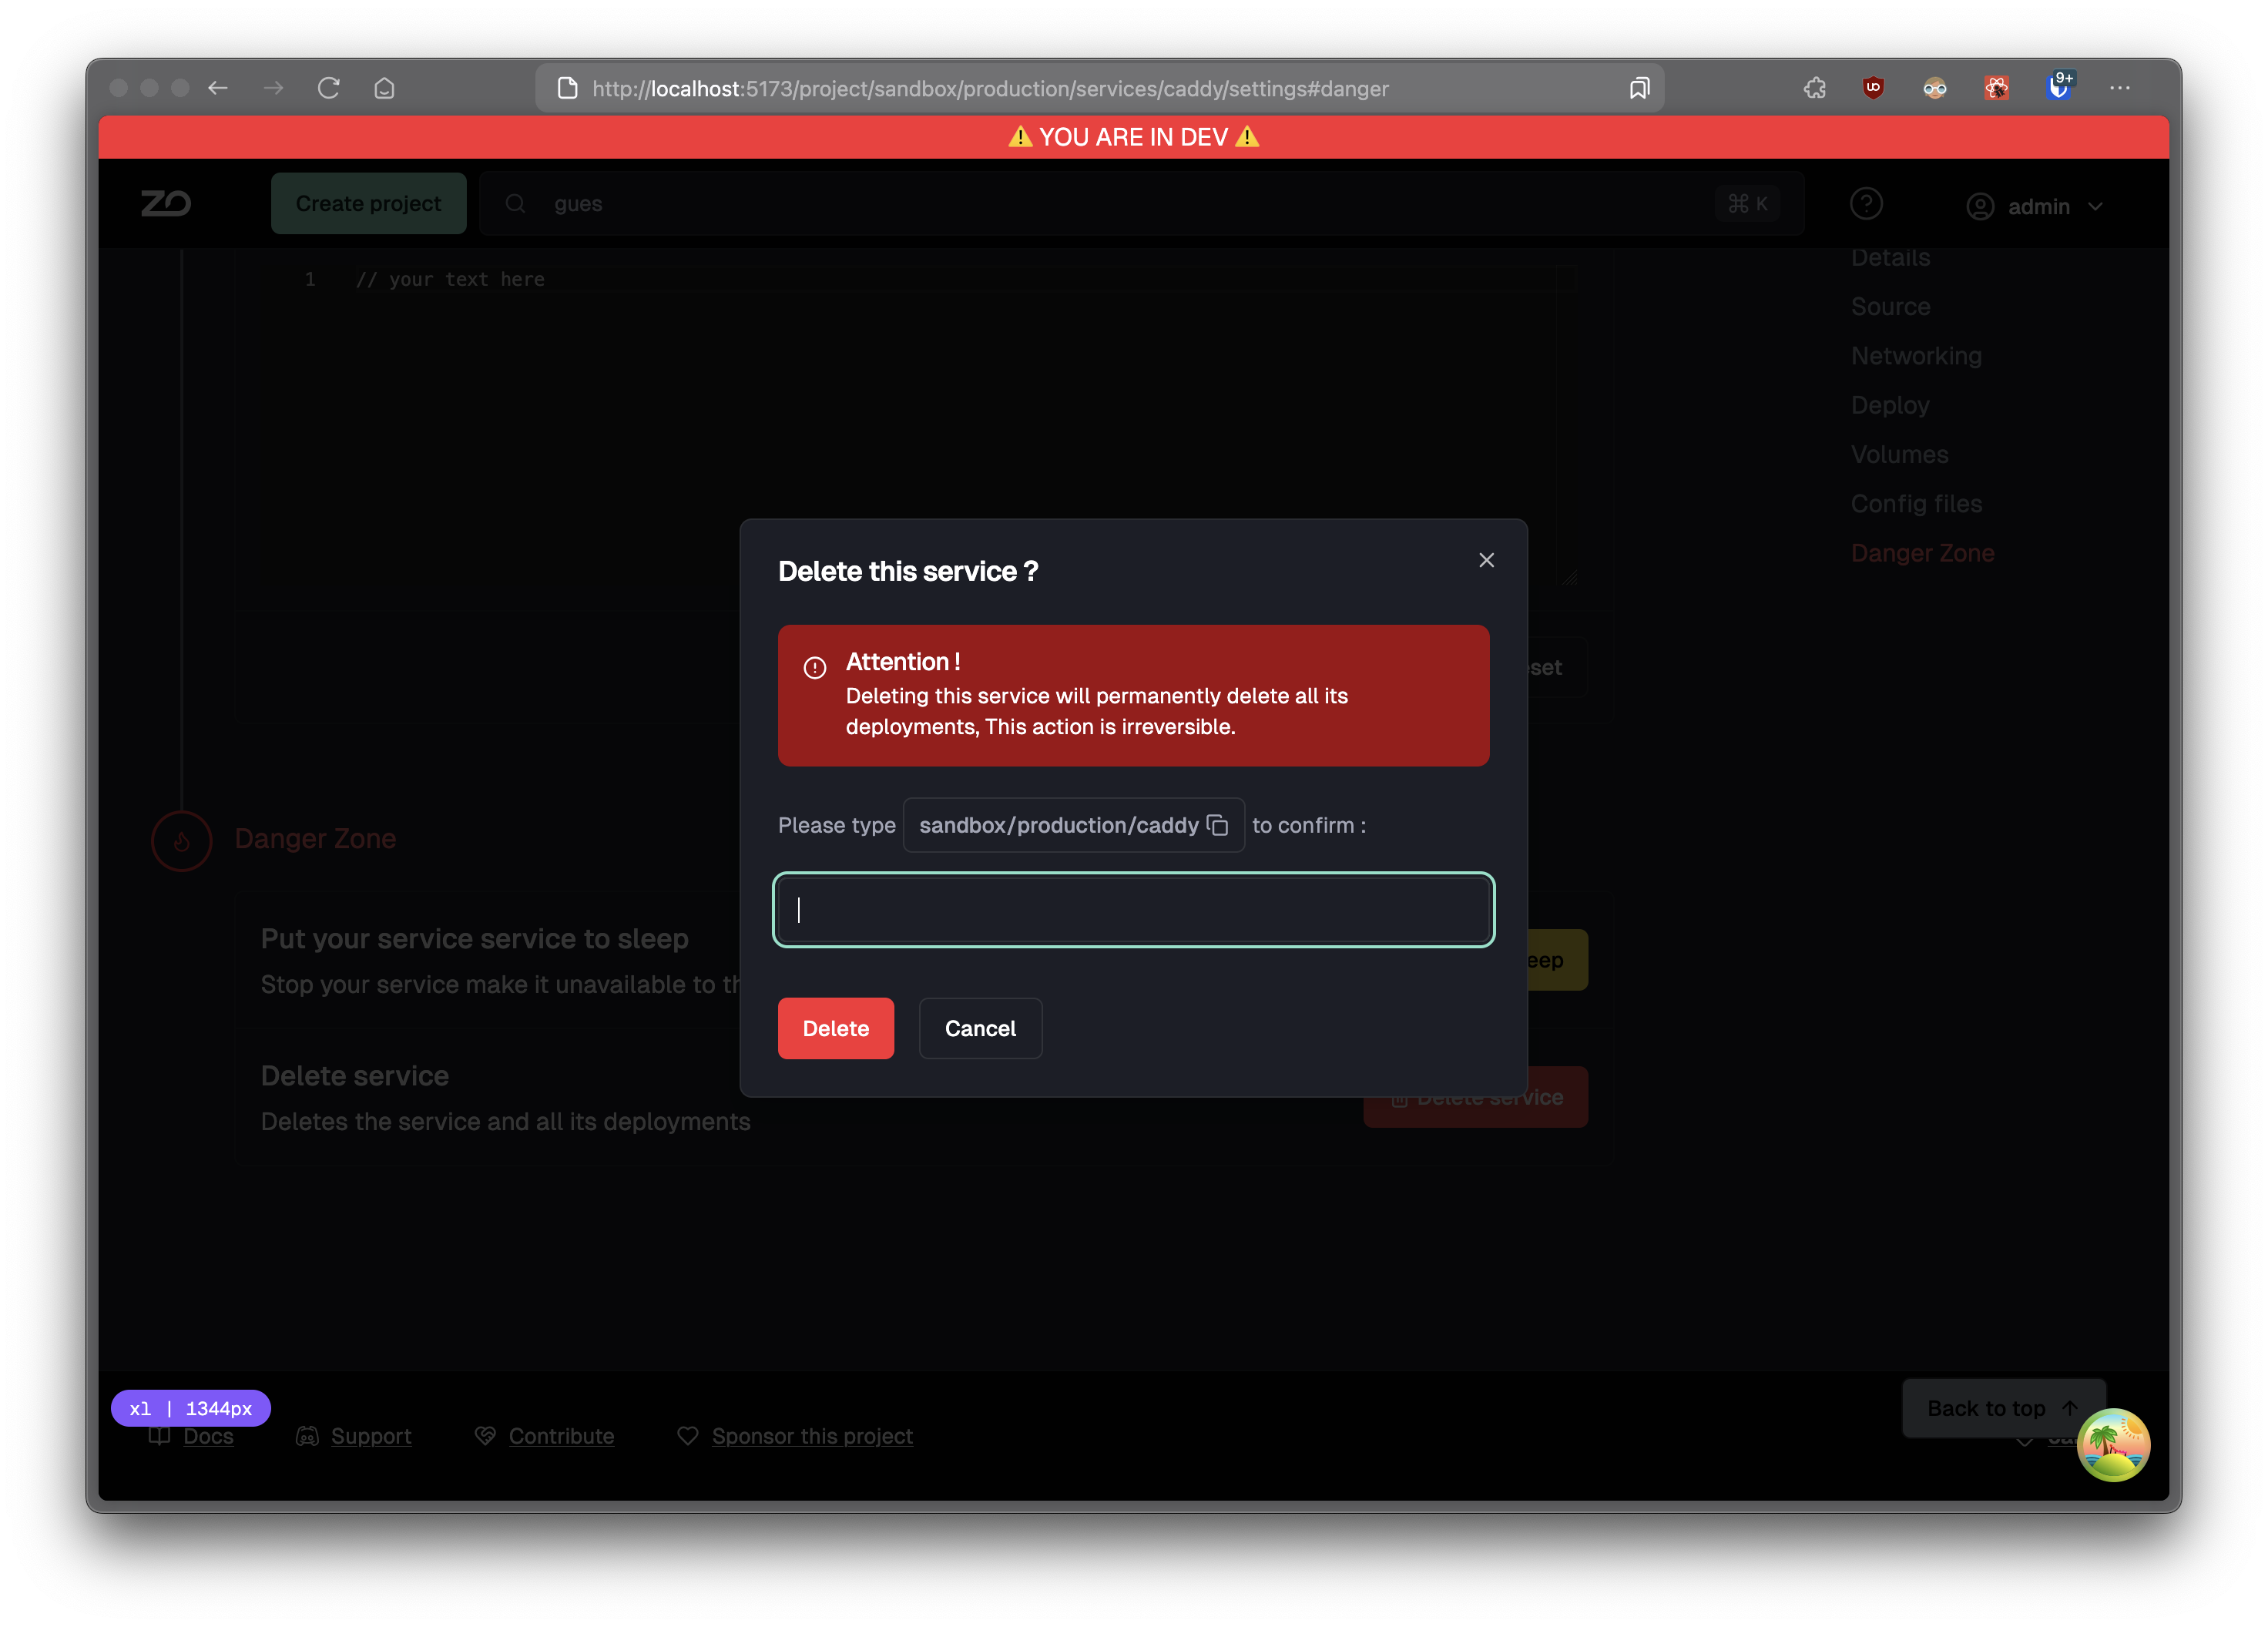 http://localhost:5173/project/sandbox/production/services/caddy/settings#danger
9+
⚠️ YOU ARE IN DEV ⚠️
ZO
Create project
gues
⌘ K
admin
1 // your text here
Details
Source
Networking
Deploy
Volumes
Config files
Danger Zone
Delete this service ?
Attention !
Deleting this service will permanently delete all its
deployments, This action is irreversible.
Please type sandbox/production/caddy to confirm :
Delete
Cancel
Danger Zone
Put your service service to sleep
Stop your service make it unavailable to th
Delete service
Deletes the service and all its deployments
Delete service
xl | 1344px
Docs
Support
Contribute
Sponsor this project
Back to top